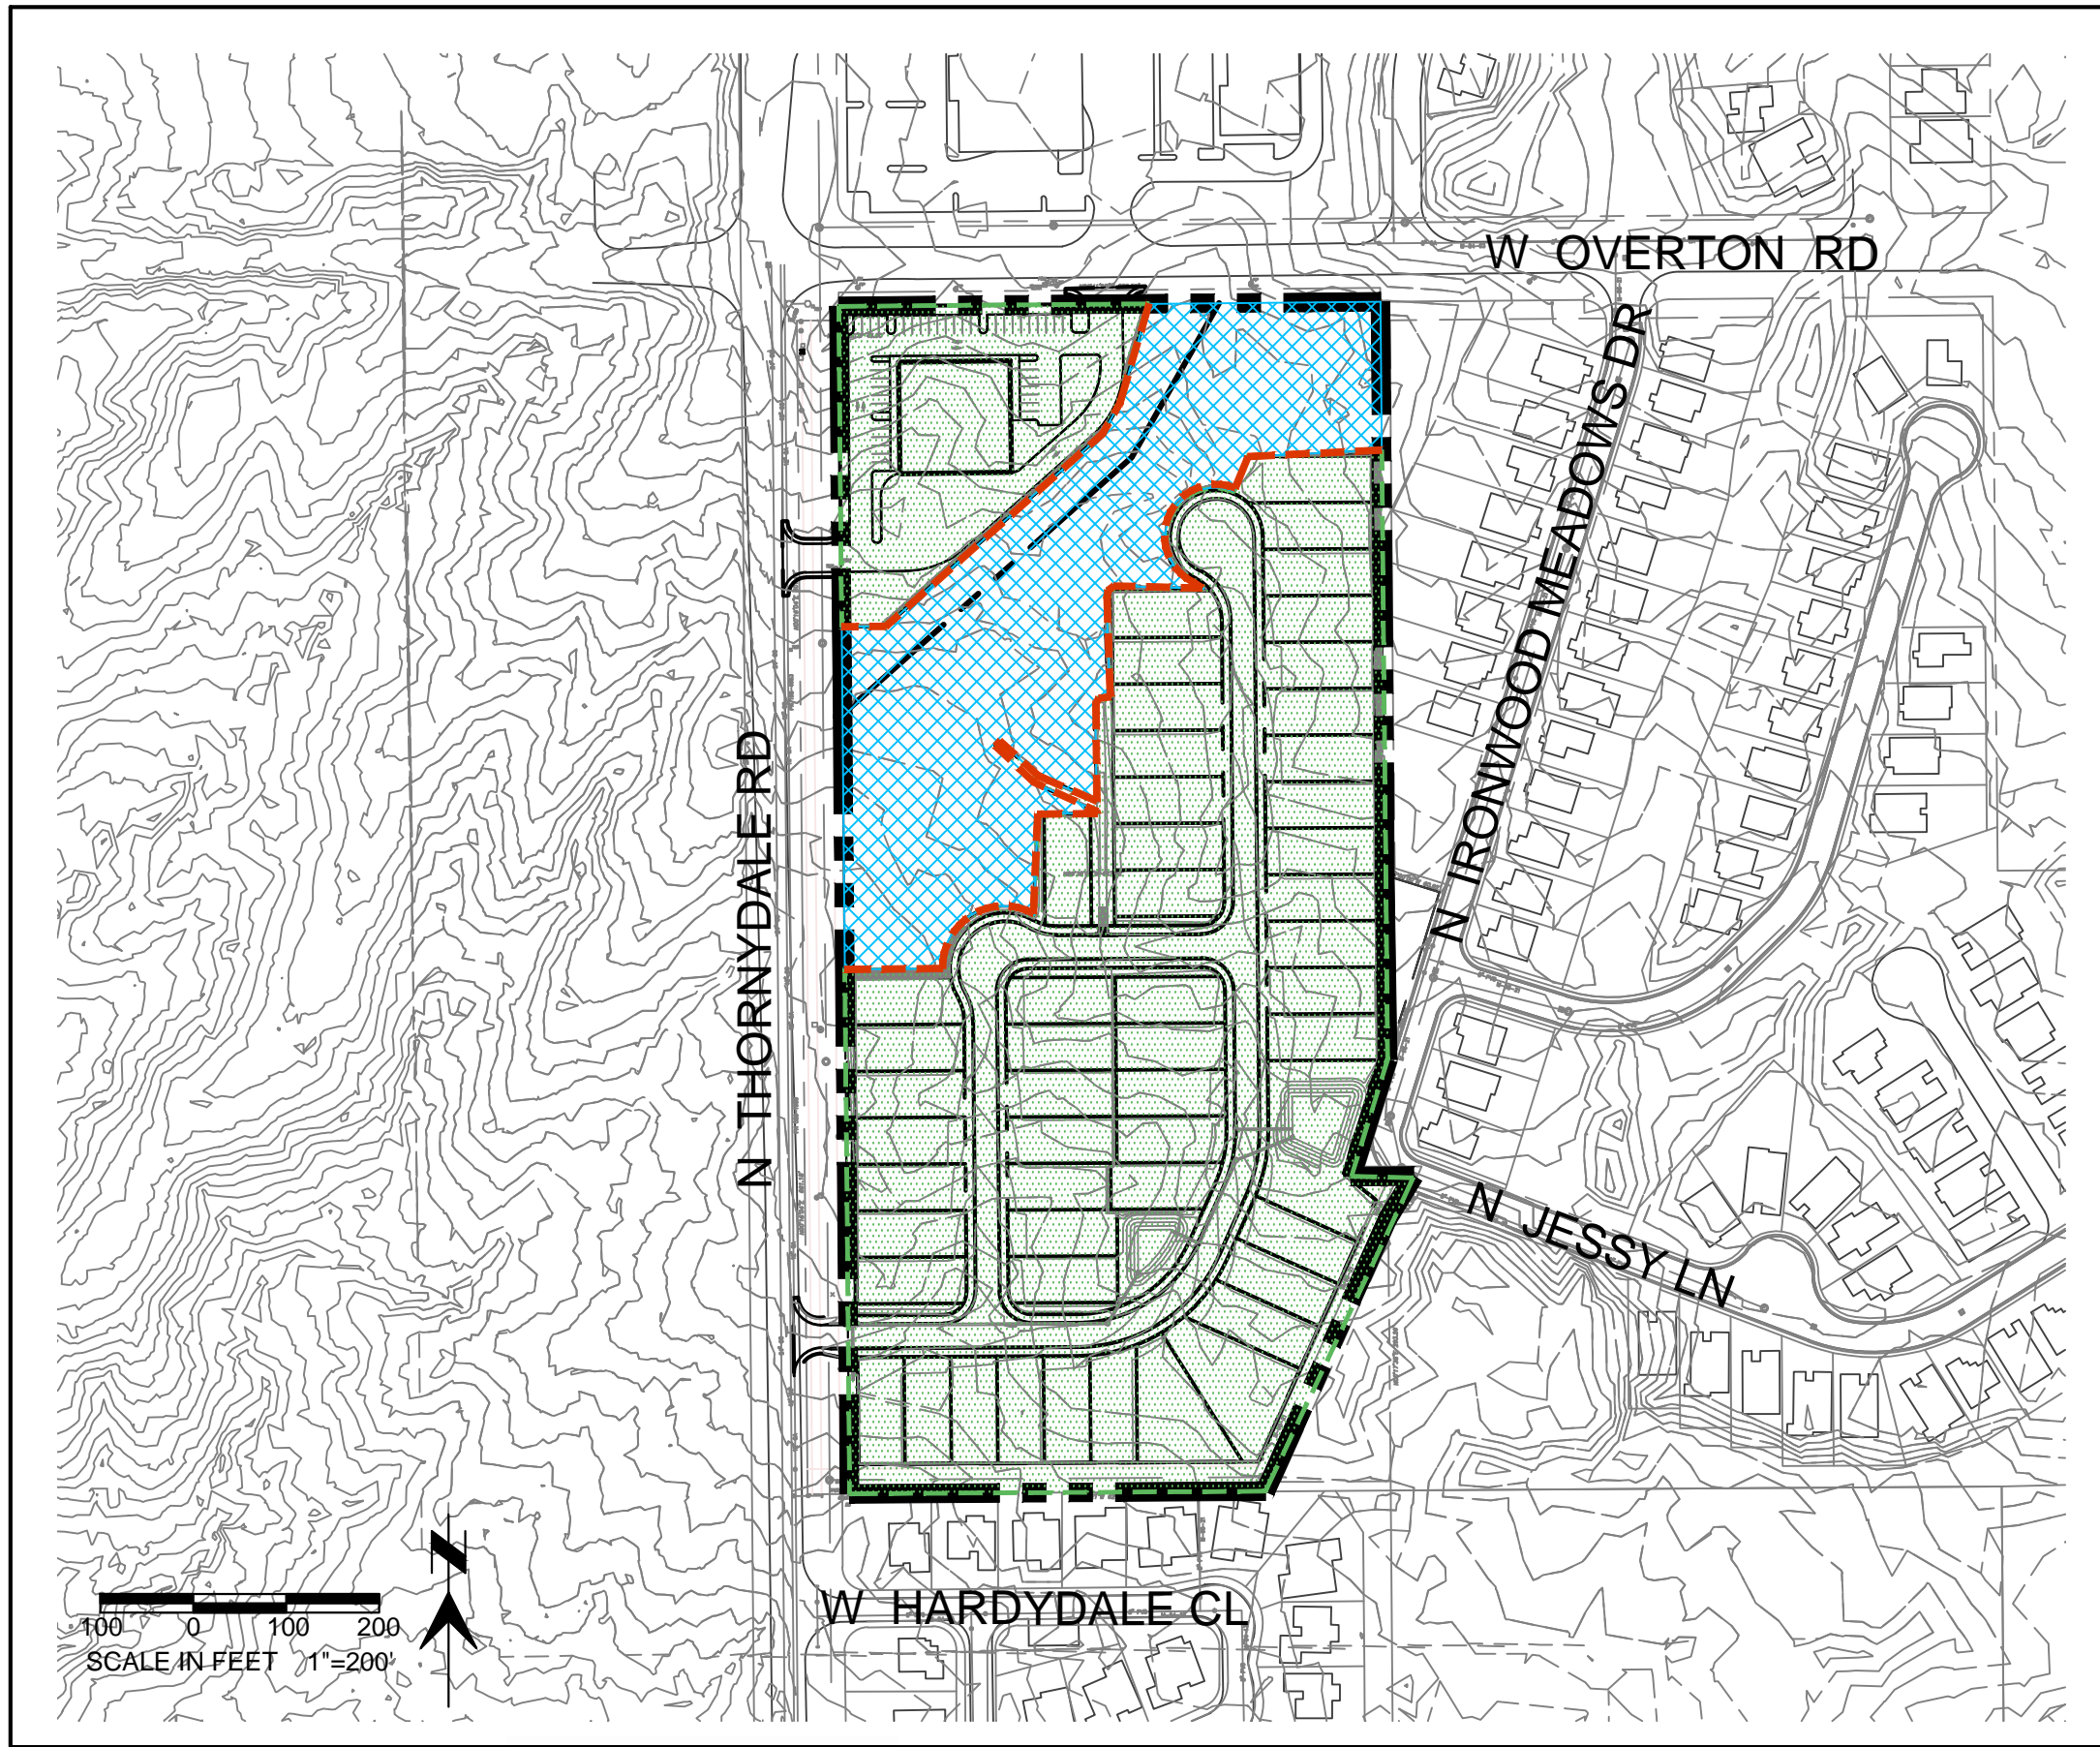 W OVERTON RD
N IRONWOOD MEADOWS DR
N THORNYDALE RD
N JESSY LN
W HARDYDALE CL
N
100 0 100 200
SCALE IN FEET 1"=200'